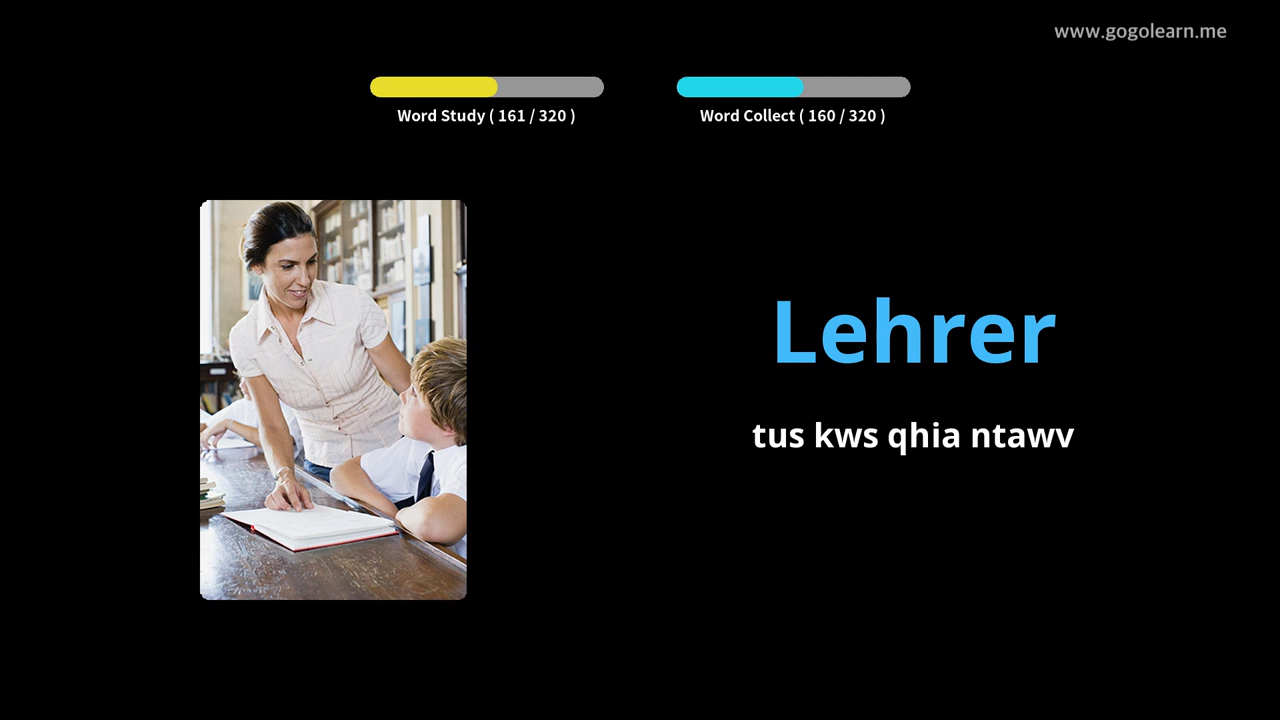 www.gogolearn.me
Word Study ( 161 / 320 )
Word Collect ( 160 / 320 )
Lehrer
tus kws qhia ntawv